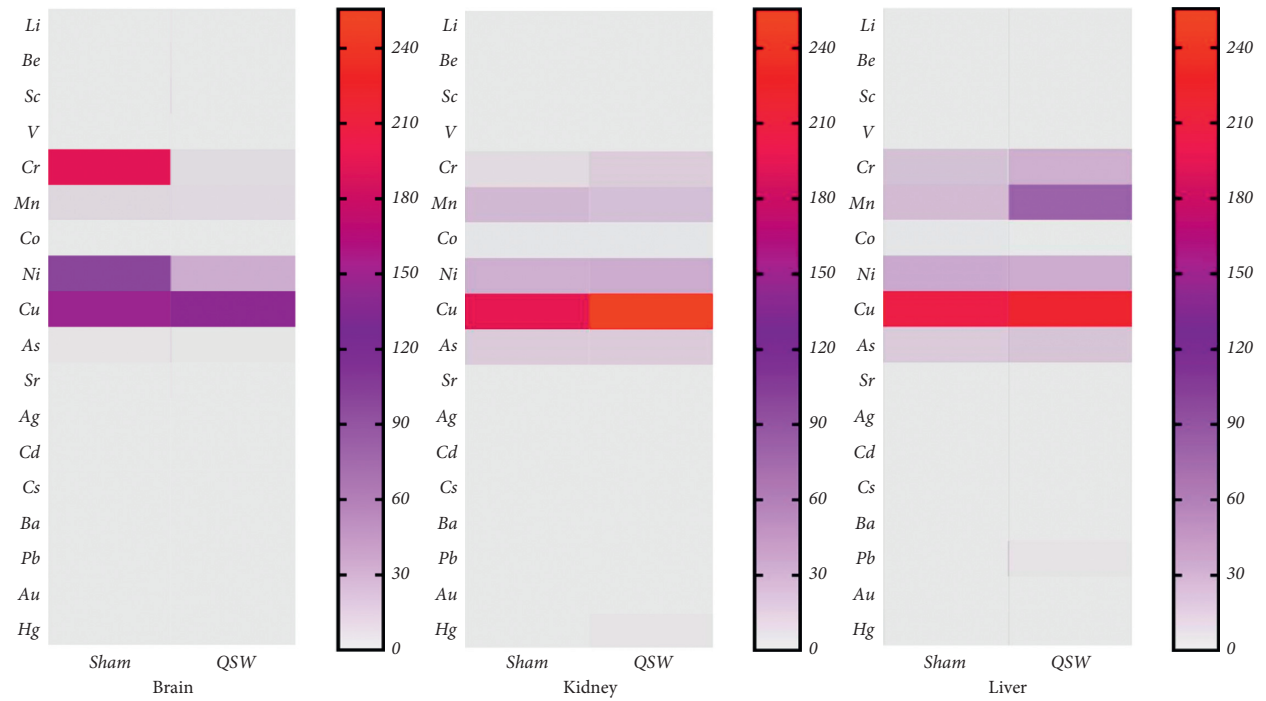 Li
Be
Sc
V
Cr
Mn
Co
Ni
Cu
As
Sr
Ag
Cd
Cs
Ba
Pb
Au
Hg
Sham QSW
Brain
240
210
180
150
120
90
60
30
0
Li
Be
Sc
V
Cr
Mn
Co
Ni
Cu
As
Sr
Ag
Cd
Cs
Ba
Pb
Au
Hg
Sham QSW
Kidney
240
210
180
150
120
90
60
30
0
Li
Be
Sc
V
Cr
Mn
Co
Ni
Cu
As
Sr
Ag
Cd
Cs
Ba
Pb
Au
Hg
Sham QSW
Liver
240
210
180
150
120
90
60
30
0